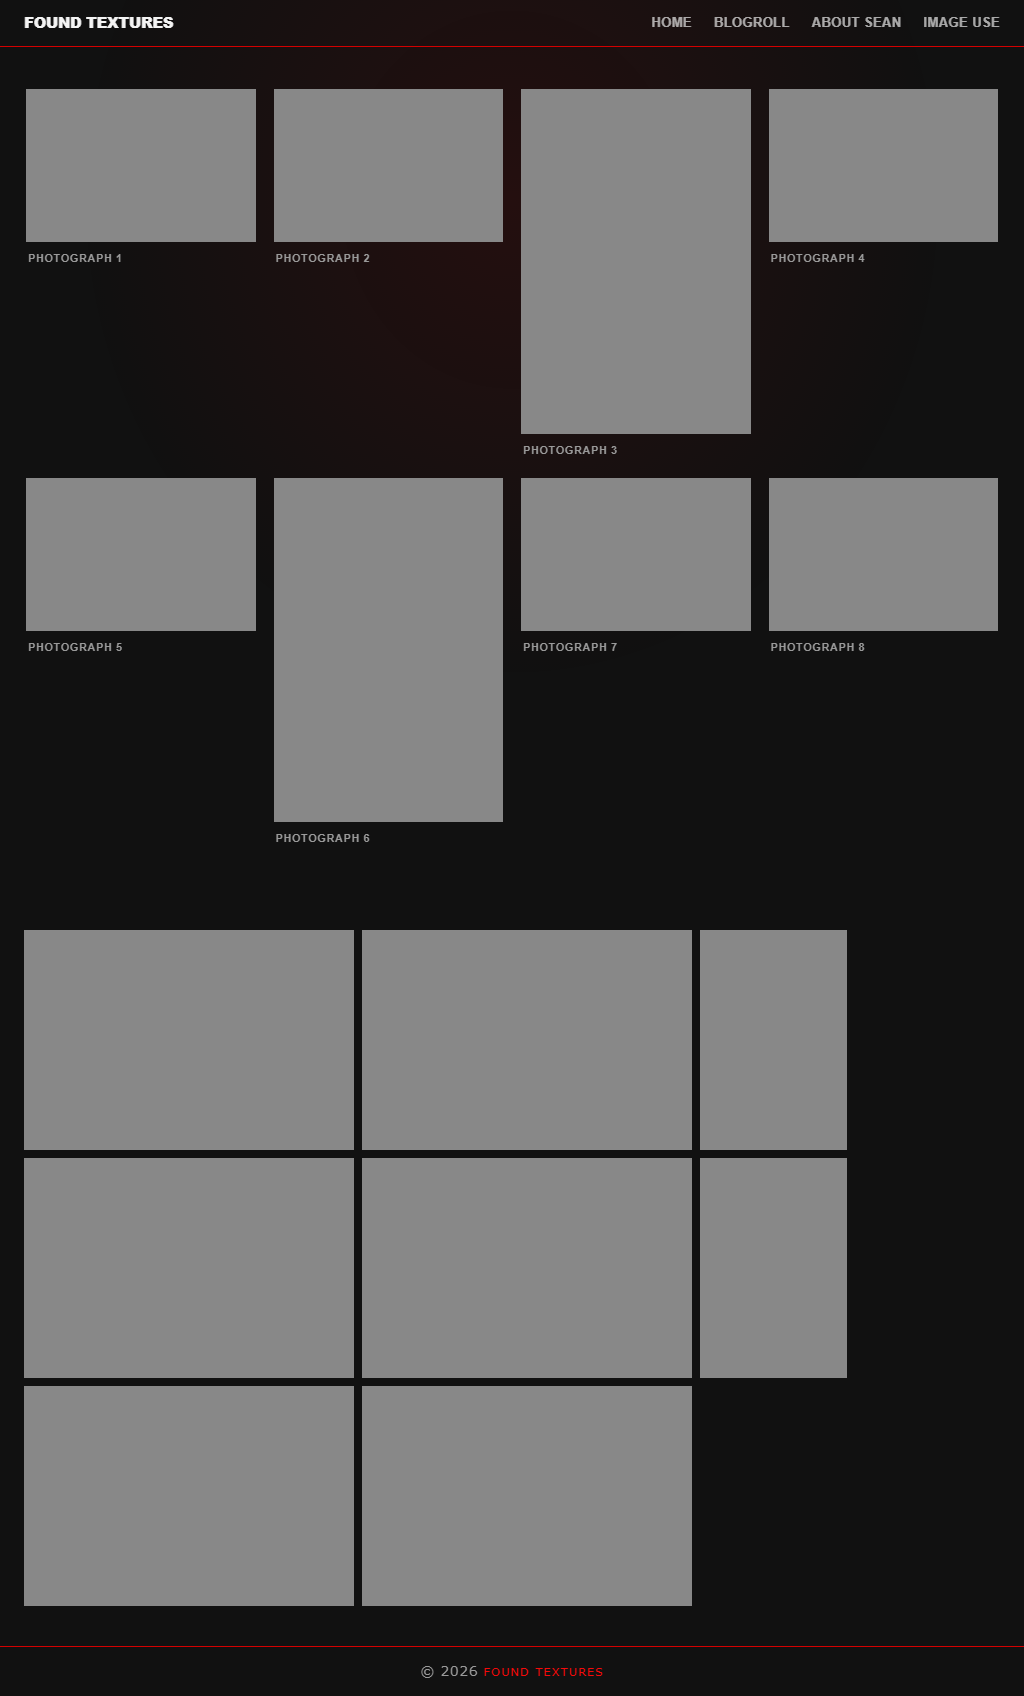 FOUND TEXTURES
HOME BLOGROLL ABOUT SEAN IMAGE USE
PHOTOGRAPH 1
PHOTOGRAPH 2
PHOTOGRAPH 4
PHOTOGRAPH 3
PHOTOGRAPH 5
PHOTOGRAPH 7
PHOTOGRAPH 8
PHOTOGRAPH 6
© 2026 FOUND TEXTURES